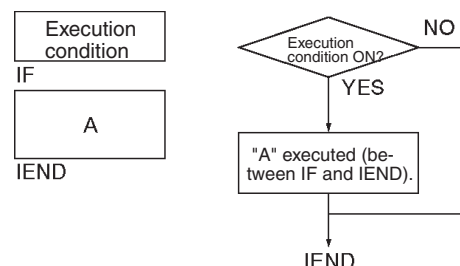 Execution
condition
IF
A
IEND
Execution
condition ON?
NO
YES
"A" executed (be-
tween IF and IEND).
IEND